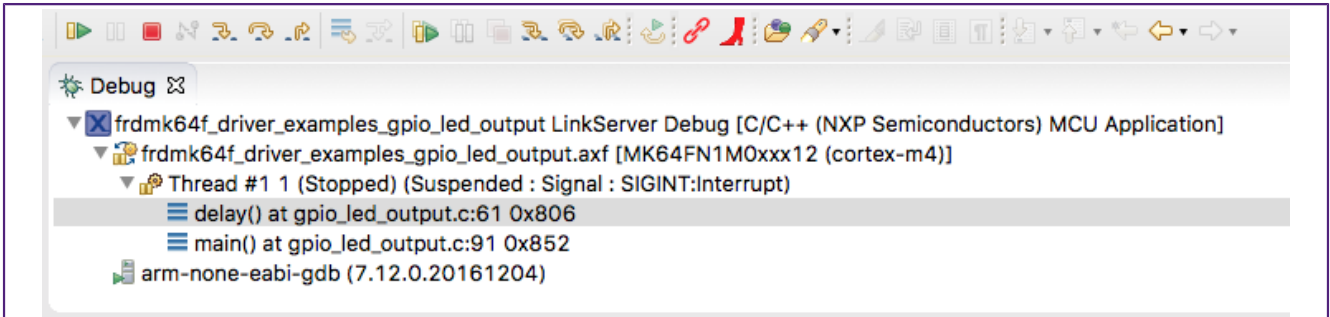 Debug
frdmk64f_driver_examples_gpio_led_output LinkServer Debug [C/C++ (NXP Semiconductors) MCU Application]
frdmk64f_driver_examples_gpio_led_output.axf [MK64FN1M0xxx12 (cortex-m4)]
Thread #1 1 (Stopped) (Suspended : Signal : SIGINT:Interrupt)
delay() at gpio_led_output.c:61 0x806
main() at gpio_led_output.c:91 0x852
arm-none-eabi-gdb (7.12.0.20161204)